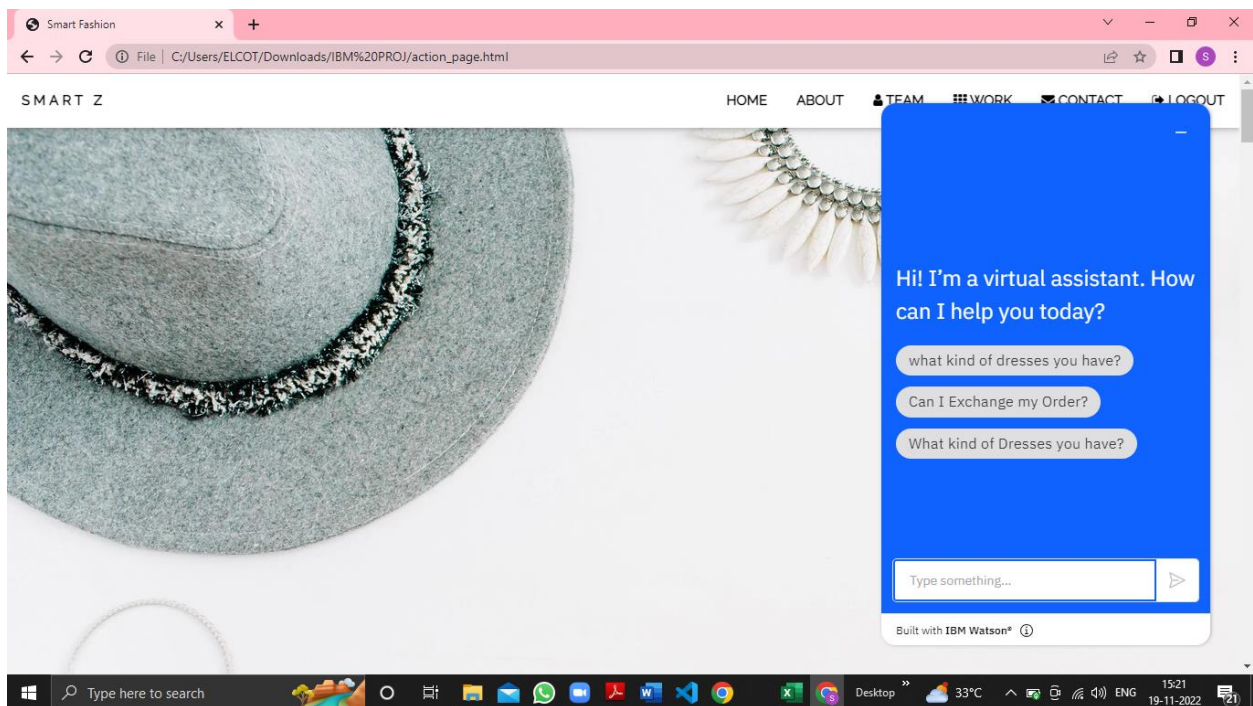 Smart Fashion
File | C:/Users/ELCOT/Downloads/IBM%20PROJ/action_page.html
S
SMART Z
HOME ABOUT TEAM WORK CONTACT LOGOUT
Hi! I'm a virtual assistant. How
can I help you today?
what kind of dresses you have?
Can I Exchange my Order?
What kind of Dresses you have?
Type something...
Built with IBM Watson®
Type here to search
Desktop
33°C
ENG
15:21
19-11-2022
21